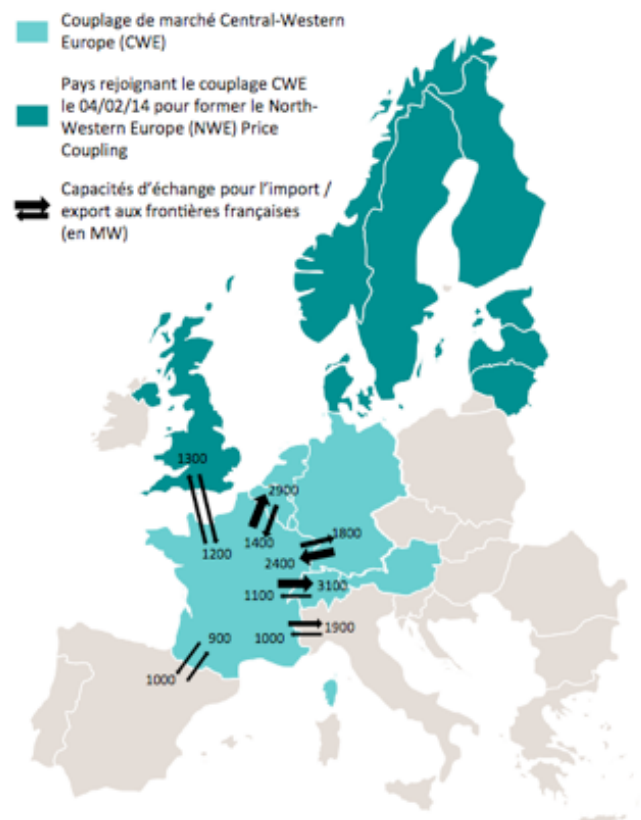 Couplage de marché Central-Western
Europe (CWE)
Pays rejoignant le couplage CWE
le 04/02/14 pour former le North-
Western Europe (NWE) Price
Coupling
Capacités d'échange pour l'import /
export aux frontières françaises
(en MW)
1300
2900
1400
1800
1200
2400
3100
1100
1900
900
1000
1000